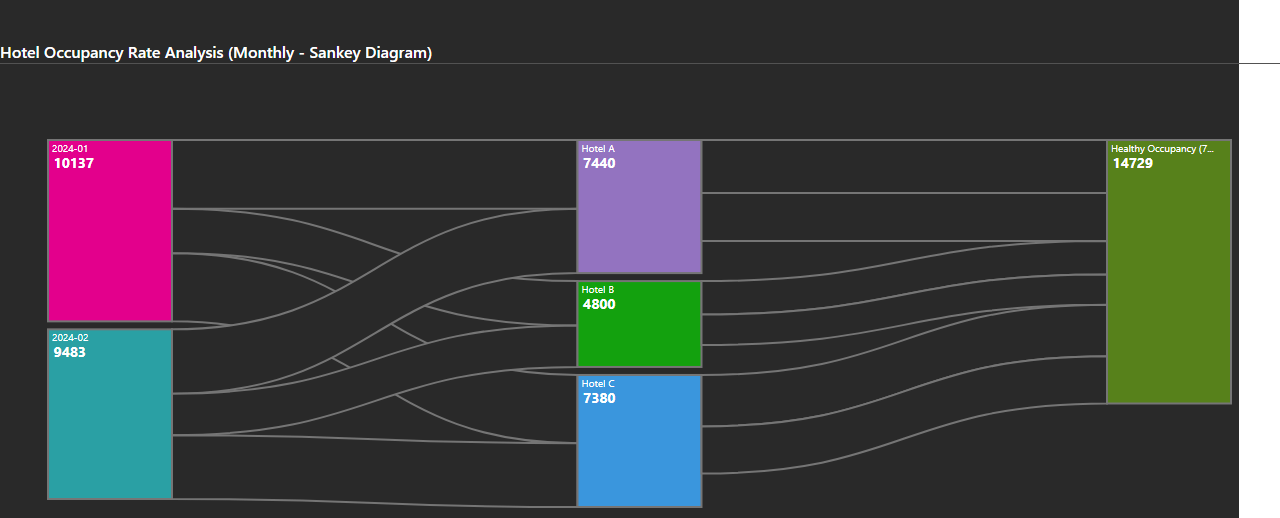 Hotel Occupancy Rate Analysis (Monthly - Sankey Diagram)
2024-01
10137
Hotel A
7440
Healthy Occupancy (7...
14729
Hotel B
4800
2024-02
9483
Hotel C
7380